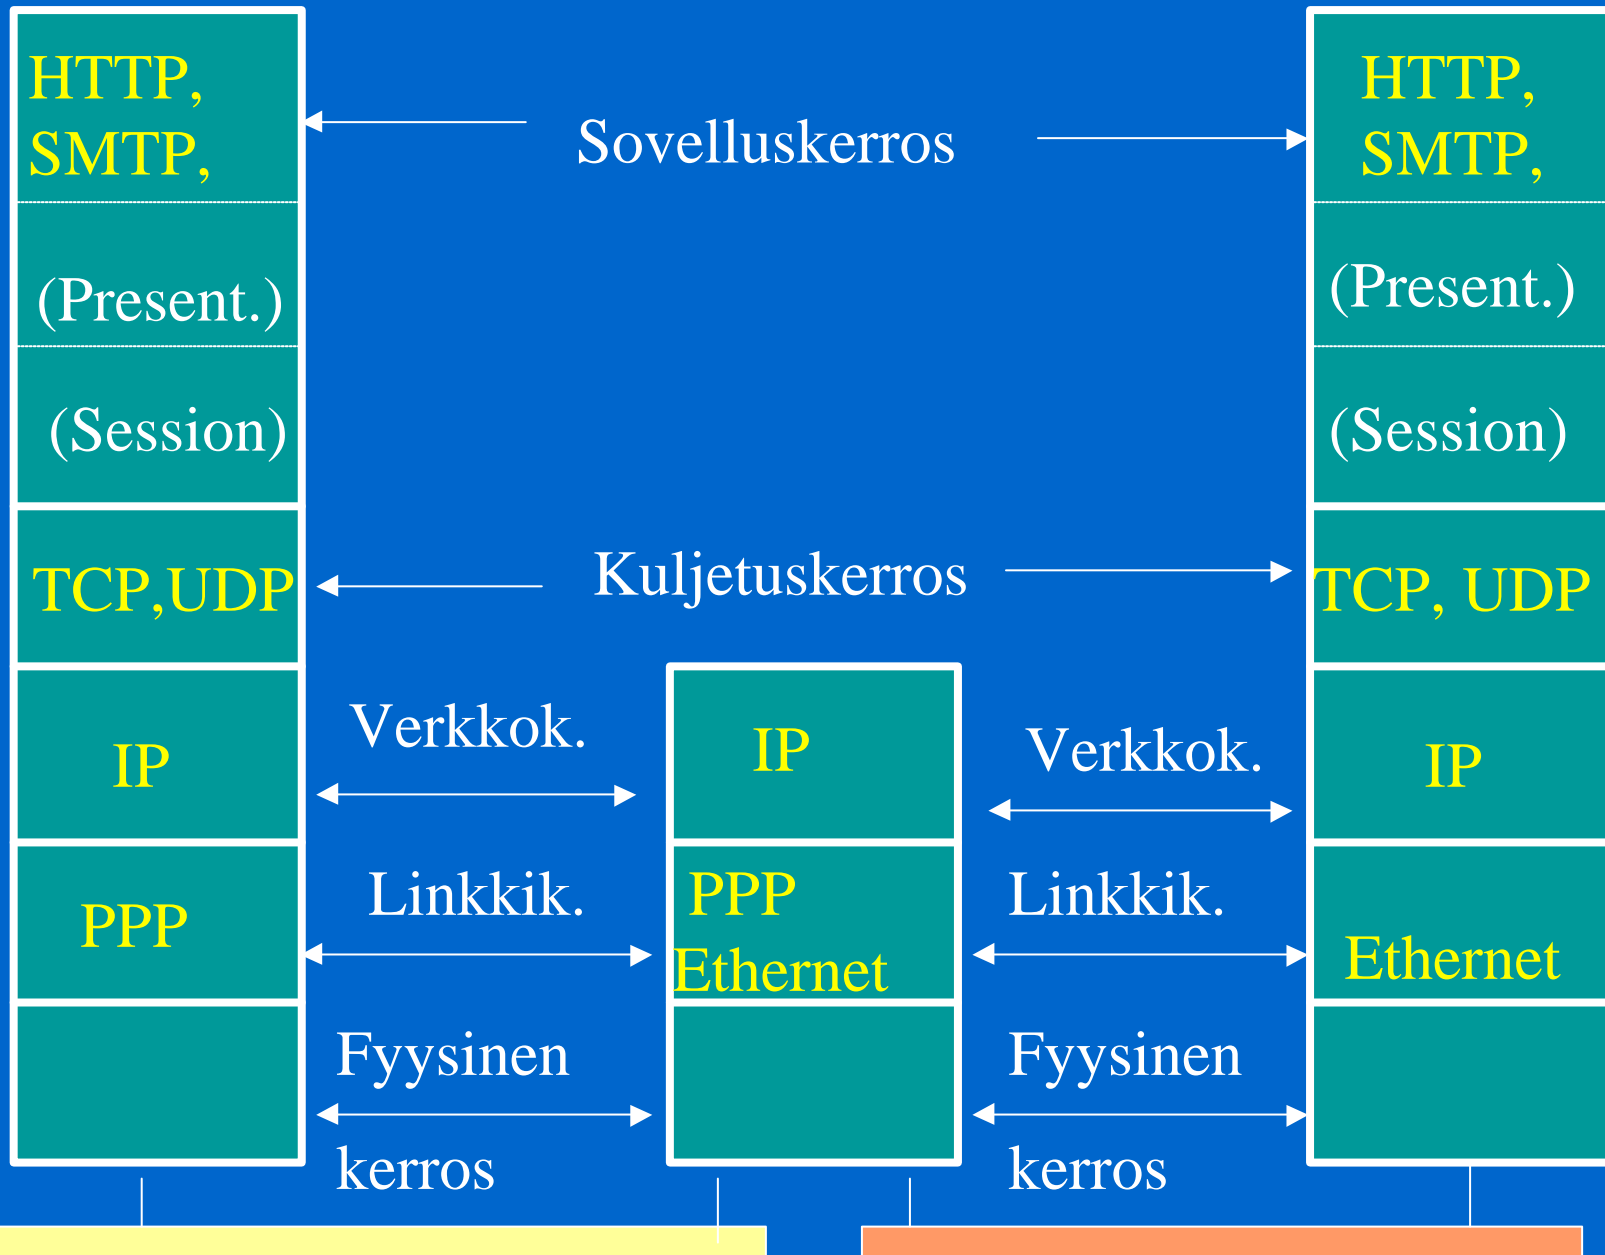 HTTP,
SMTP,
(Present.)
(Session)
TCP,UDP
IP
PPP
Sovelluskerros
Kuljetuskerros
Verkkok.
Linkkik.
Fyysinen
kerros
IP
PPP
Ethernet
Verkkok.
Linkkik.
Fyysinen
kerros
HTTP,
SMTP,
(Present.)
(Session)
TCP, UDP
IP
Ethernet